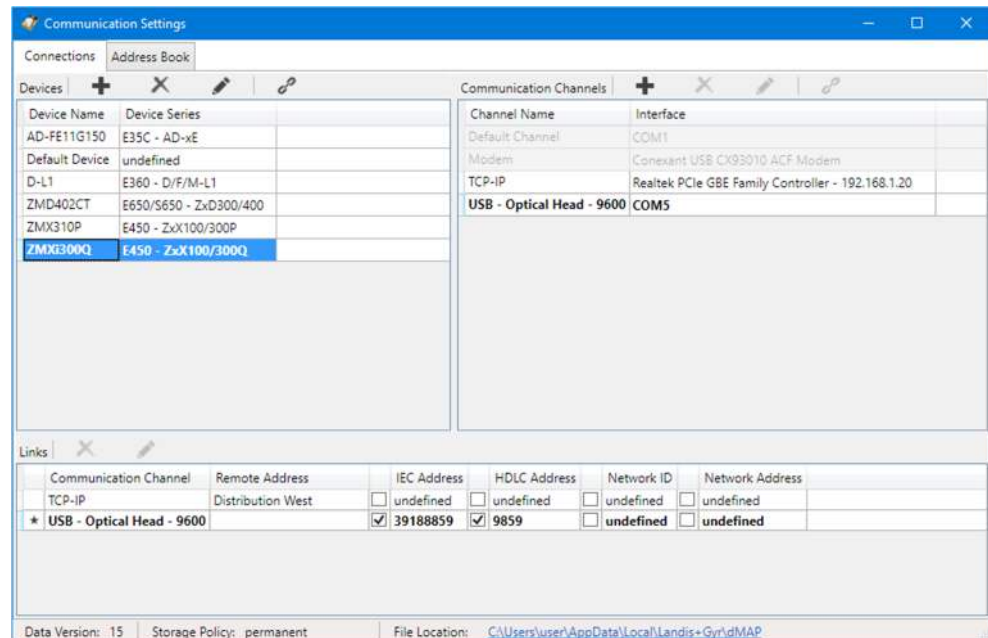 Communication Settings
Connections Address Book
Devices
Device Name Device Series
AD-FE11G150 E35C - AD-xE
Default Device undefined
D-L1 E360 - D/F/M-L1
ZMD402CT E650/S650 - ZxD300/400
ZMX310P E450 - ZxX100/300P
ZMXi300Q E450 - ZxX100/300Q
Communication Channels
Channel Name Interface
Default Channel COM1
Modem Conexant USB CX93010 ACF Modem
TCP-IP Realtek PCIe GBE Family Controller - 192.168.1.20
USB - Optical Head - 9600 COM5
Links
Communication Channel Remote Address IEC Address HDLC Address Network ID Network Address
TCP-IP Distribution West undefined undefined undefined undefined
★ USB - Optical Head - 9600 39188859 9859 undefined undefined
Data Version: 15 Storage Policy: permanent File Location: C:\Users\user\AppData\Local\Landis+Gyr\dMAP